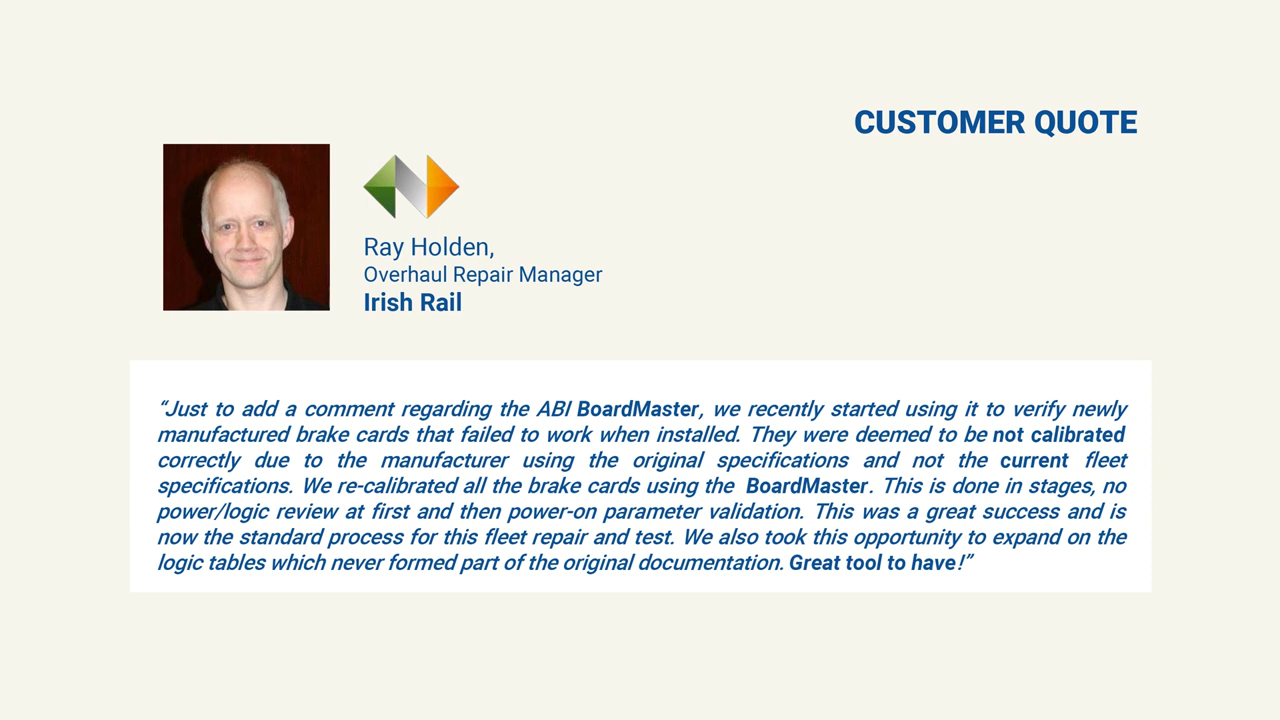 CUSTOMER QUOTE
Ray Holden,
Overhaul Repair Manager
Irish Rail
“Just to add a comment regarding the ABI BoardMaster, we recently started using it to verify newly
manufactured brake cards that failed to work when installed. They were deemed to be not calibrated
correctly due to the manufacturer using the original specifications and not the current fleet
specifications. We re-calibrated all the brake cards using the BoardMaster. This is done in stages, no
power/logic review at first and then power-on parameter validation. This was a great success and is
now the standard process for this fleet repair and test. We also took this opportunity to expand on the
logic tables which never formed part of the original documentation. Great tool to have!”